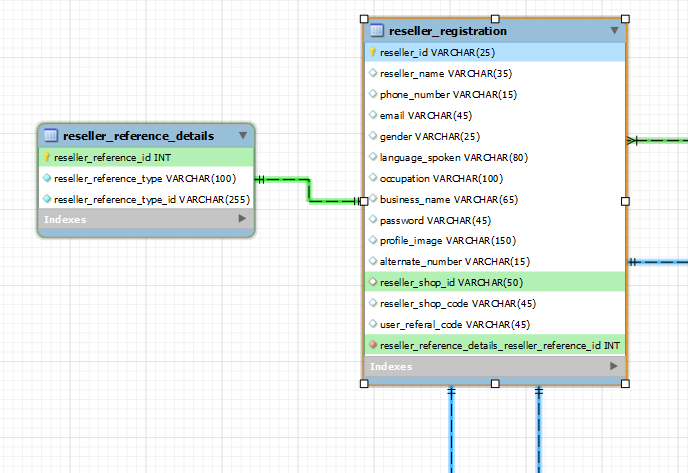 reseller_registration
reseller_id VARCHAR(25)
reseller_name VARCHAR(35)
phone_number VARCHAR(15)
email VARCHAR(45)
gender VARCHAR(25)
language_spoken VARCHAR(80)
occupation VARCHAR(100)
business_name VARCHAR(65)
password VARCHAR(45)
profile_image VARCHAR(150)
alternate_number VARCHAR(15)
reseller_shop_id VARCHAR(50)
reseller_shop_code VARCHAR(45)
user_referal_code VARCHAR(45)
reseller_reference_details_reseller_reference_id INT
Indexes
reseller_reference_details
reseller_reference_id INT
reseller_reference_type VARCHAR(100)
reseller_reference_type_id VARCHAR(255)
Indexes